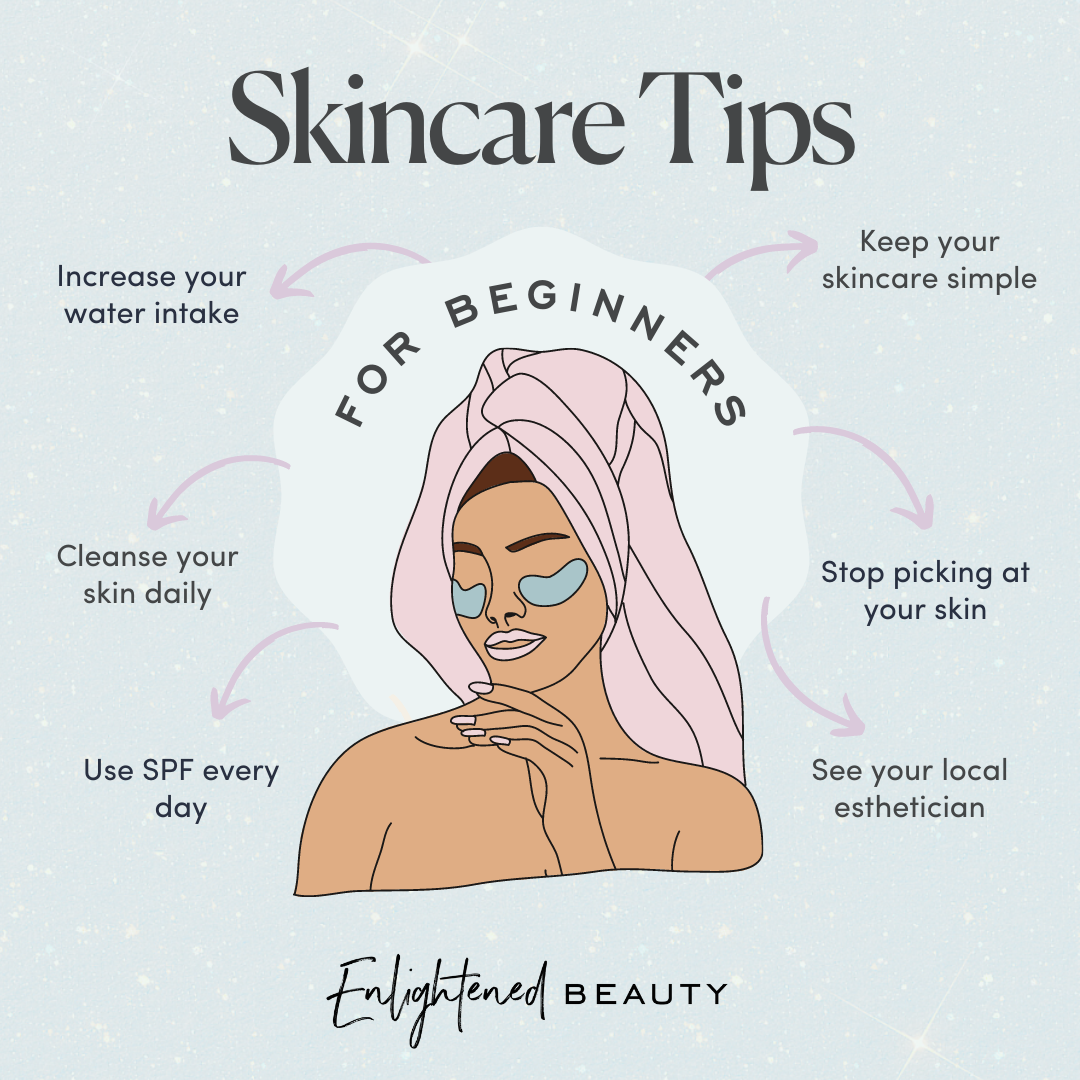 Skincare Tips
FOR BEGINNERS
Increase your
water intake
Keep your
skincare simple
Cleanse your
skin daily
Stop picking at
your skin
Use SPF every
day
See your local
esthetician
Enlightened BEAUTY